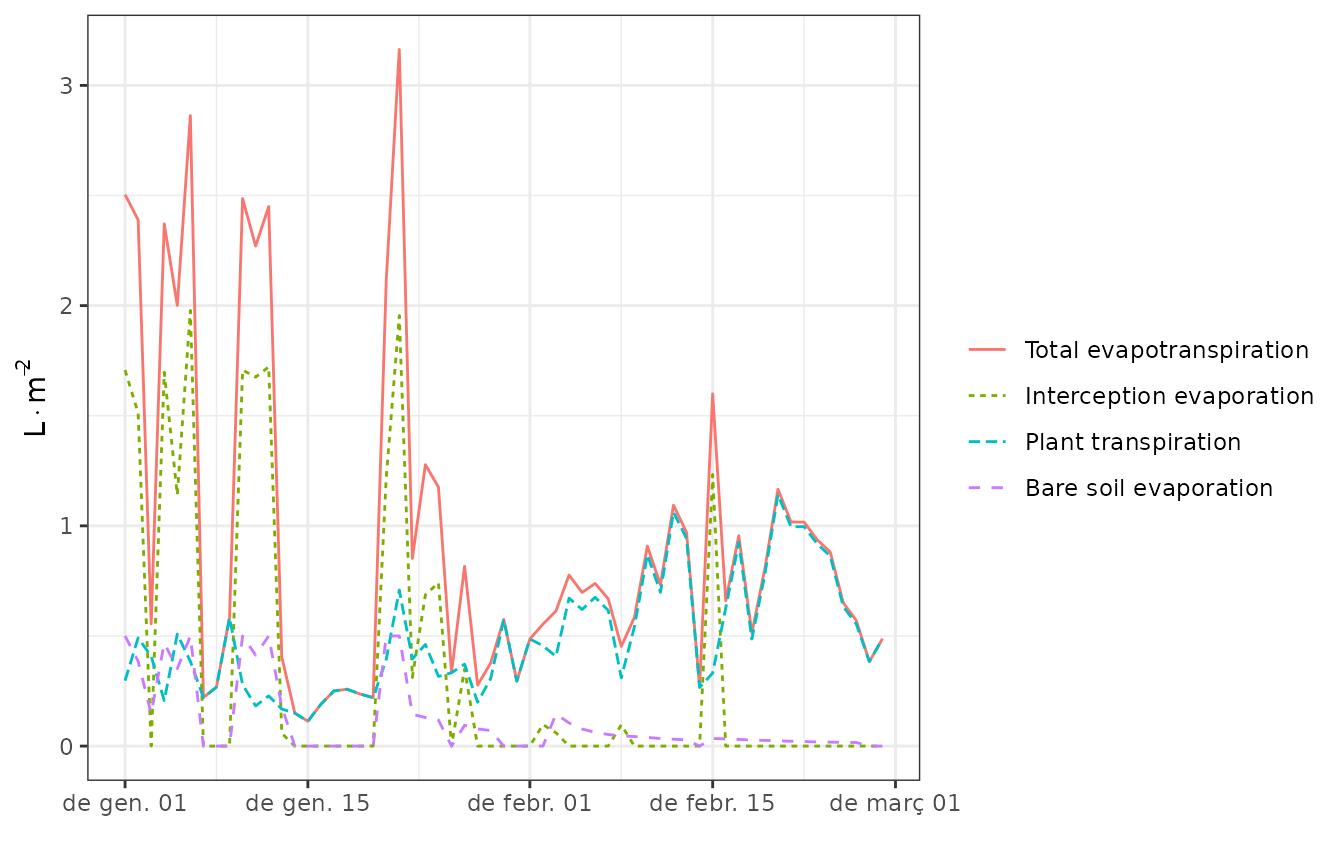 3
2
1
0
L · m⁻²
de gen. 01
de gen. 15
de febr. 01
de febr. 15
de març 01
Total evapotranspiration
Interception evaporation
Plant transpiration
Bare soil evaporation